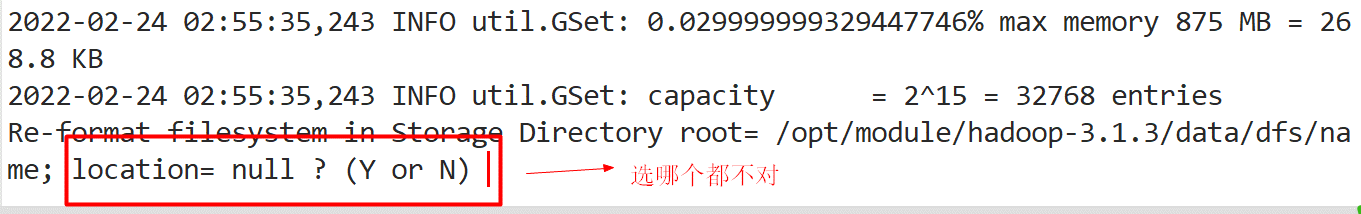 2022-02-24 02:55:35,243 INFO util.GSet: 0.029999999329447746% max memory 875 MB = 26
8.8 KB
2022-02-24 02:55:35,243 INFO util.GSet: capacity      = 2^15 = 32768 entries
Re-format filesystem in Storage Directory root= /opt/module/hadoop-3.1.3/data/dfs/na
me; location= null ? (Y or N) 选哪个都不对